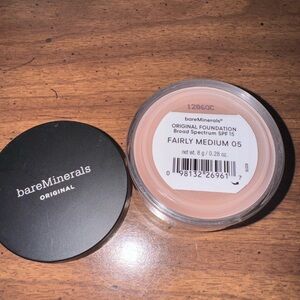 bareMinerals
ORIGINAL
12060C
bareMinerals®
ORIGINAL FOUNDATION
Broad Spectrum SPF 15
FAIRLY MEDIUM 05
net wt. 8 g / 0.28 oz.
0 98132 26961 7